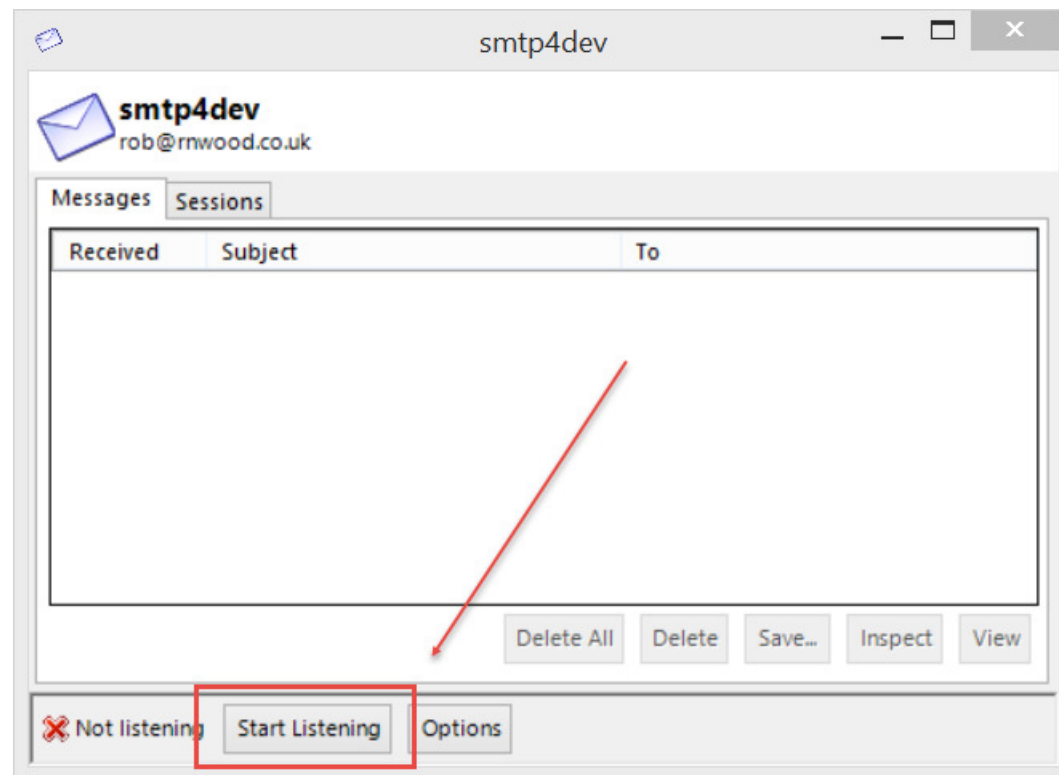 smtp4dev
smtp4dev
rob@rnwood.co.uk
Messages Sessions
Received Subject To
Delete All Delete Save... Inspect View
Not listening Start Listening Options